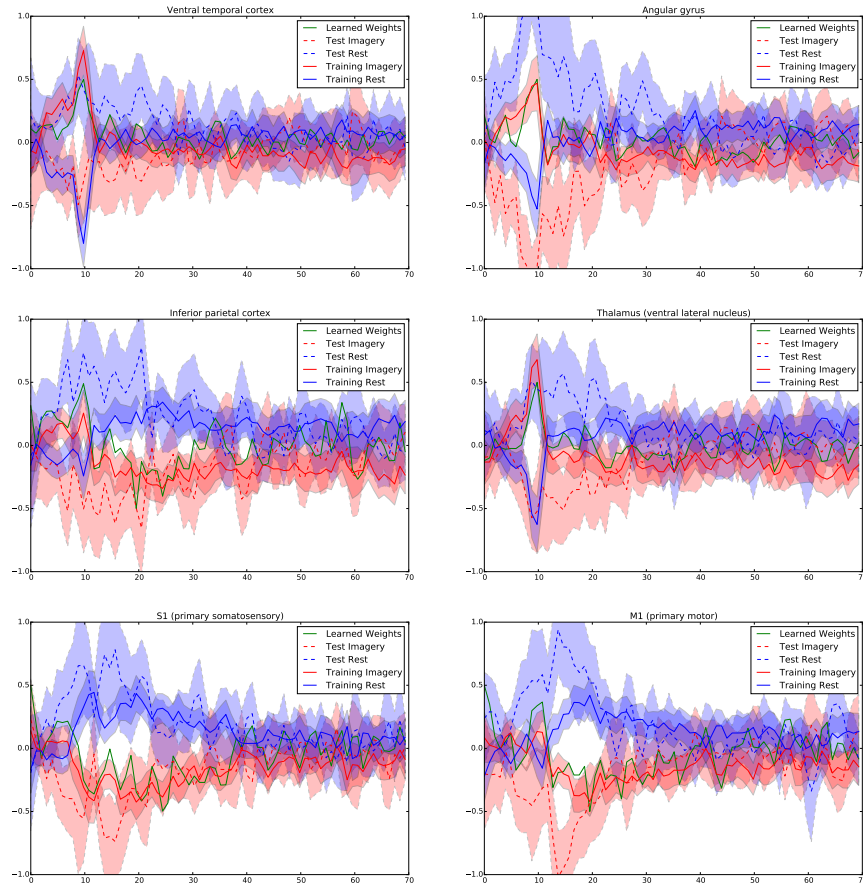 Ventral temporal cortex
1.0
0.5
0.0
−0.5
−1.0
0 10 20 30 40 50 60 70
Learned Weights
Test Imagery
Test Rest
Training Imagery
Training Rest
Angular gyrus
1.0
0.5
0.0
−0.5
−1.0
0 10 20 30 40 50 60 70
Learned Weights
Test Imagery
Test Rest
Training Imagery
Training Rest
Inferior parietal cortex
1.0
0.5
0.0
−0.5
−1.0
0 10 20 30 40 50 60 70
Learned Weights
Test Imagery
Test Rest
Training Imagery
Training Rest
Thalamus (ventral lateral nucleus)
1.0
0.5
0.0
−0.5
−1.0
0 10 20 30 40 50 60 70
Learned Weights
Test Imagery
Test Rest
Training Imagery
Training Rest
S1 (primary somatosensory)
1.0
0.5
0.0
−0.5
−1.0
0 10 20 30 40 50 60 70
Learned Weights
Test Imagery
Test Rest
Training Imagery
Training Rest
M1 (primary motor)
1.0
0.5
0.0
−0.5
−1.0
0 10 20 30 40 50 60 70
Learned Weights
Test Imagery
Test Rest
Training Imagery
Training Rest